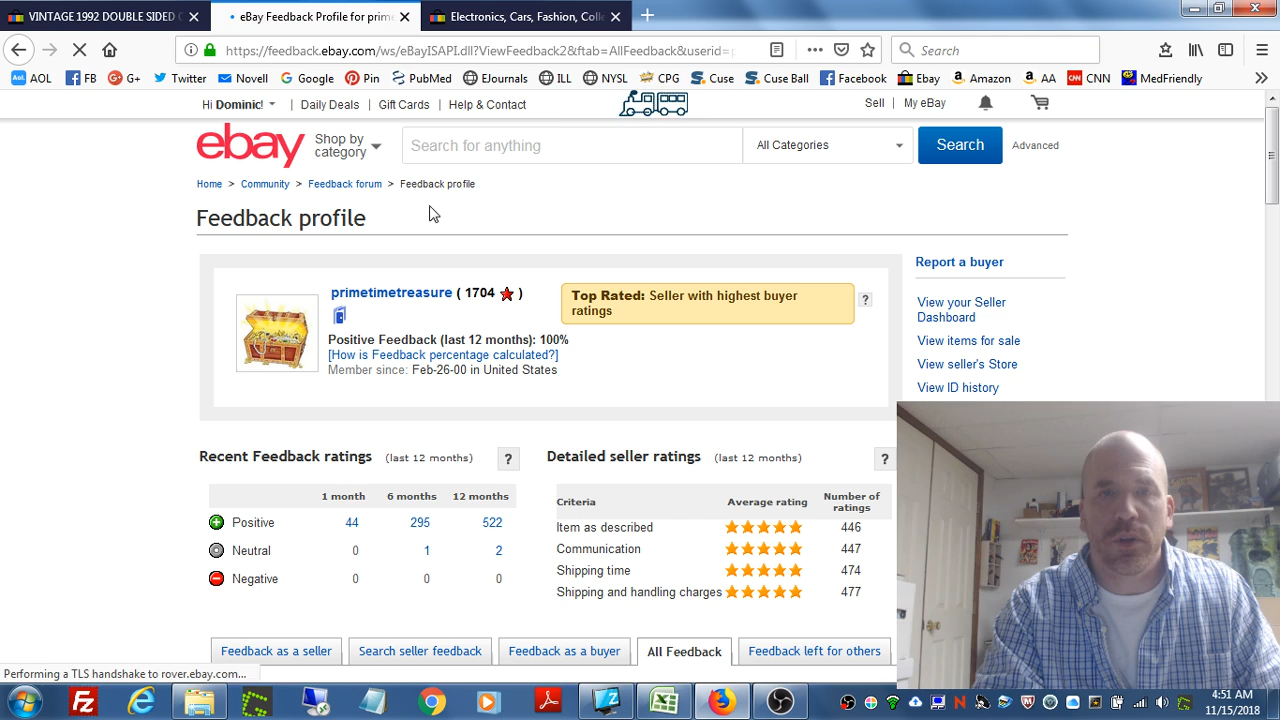 VINTAGE 1992 DOUBLE SIDED
eBay Feedback Profile for prim
Electronics, Cars, Fashion, Colle
https://feedback.ebay.com/ws/eBayISAPI.dll?ViewFeedback2&ftab=AllFeedback&userid=p
Search
AOL FB G+ Twitter Novell Google Pin PubMed EJournals ILL NYSL CPG Cuse Cuse Ball Facebook Ebay Amazon AA CNN MedFriendly
Hi Dominic! Daily Deals Gift Cards Help & Contact Sell My eBay
ebay Shop by category Search for anything All Categories Search Advanced
Home > Community > Feedback forum > Feedback profile
Feedback profile
primetimetreasure ( 1704 )
Positive Feedback (last 12 months): 100%
[How is Feedback percentage calculated?]
Member since: Feb-26-00 in United States
Top Rated: Seller with highest buyer
ratings
?
Report a buyer
View your Seller
Dashboard
View items for sale
View seller's Store
View ID history
Recent Feedback ratings (last 12 months) ?
1 month 6 months 12 months
Positive 44 295 522
Neutral 0 1 2
Negative 0 0 0
Detailed seller ratings (last 12 months) ?
Criteria Average rating Number of
ratings
Item as described 446
Communication 447
Shipping time 474
Shipping and handling charges 477
Feedback as a seller Search seller feedback Feedback as a buyer All Feedback Feedback left for others
Performing a TLS handshake to rover.ebay.com...
4:51 AM
11/15/2018